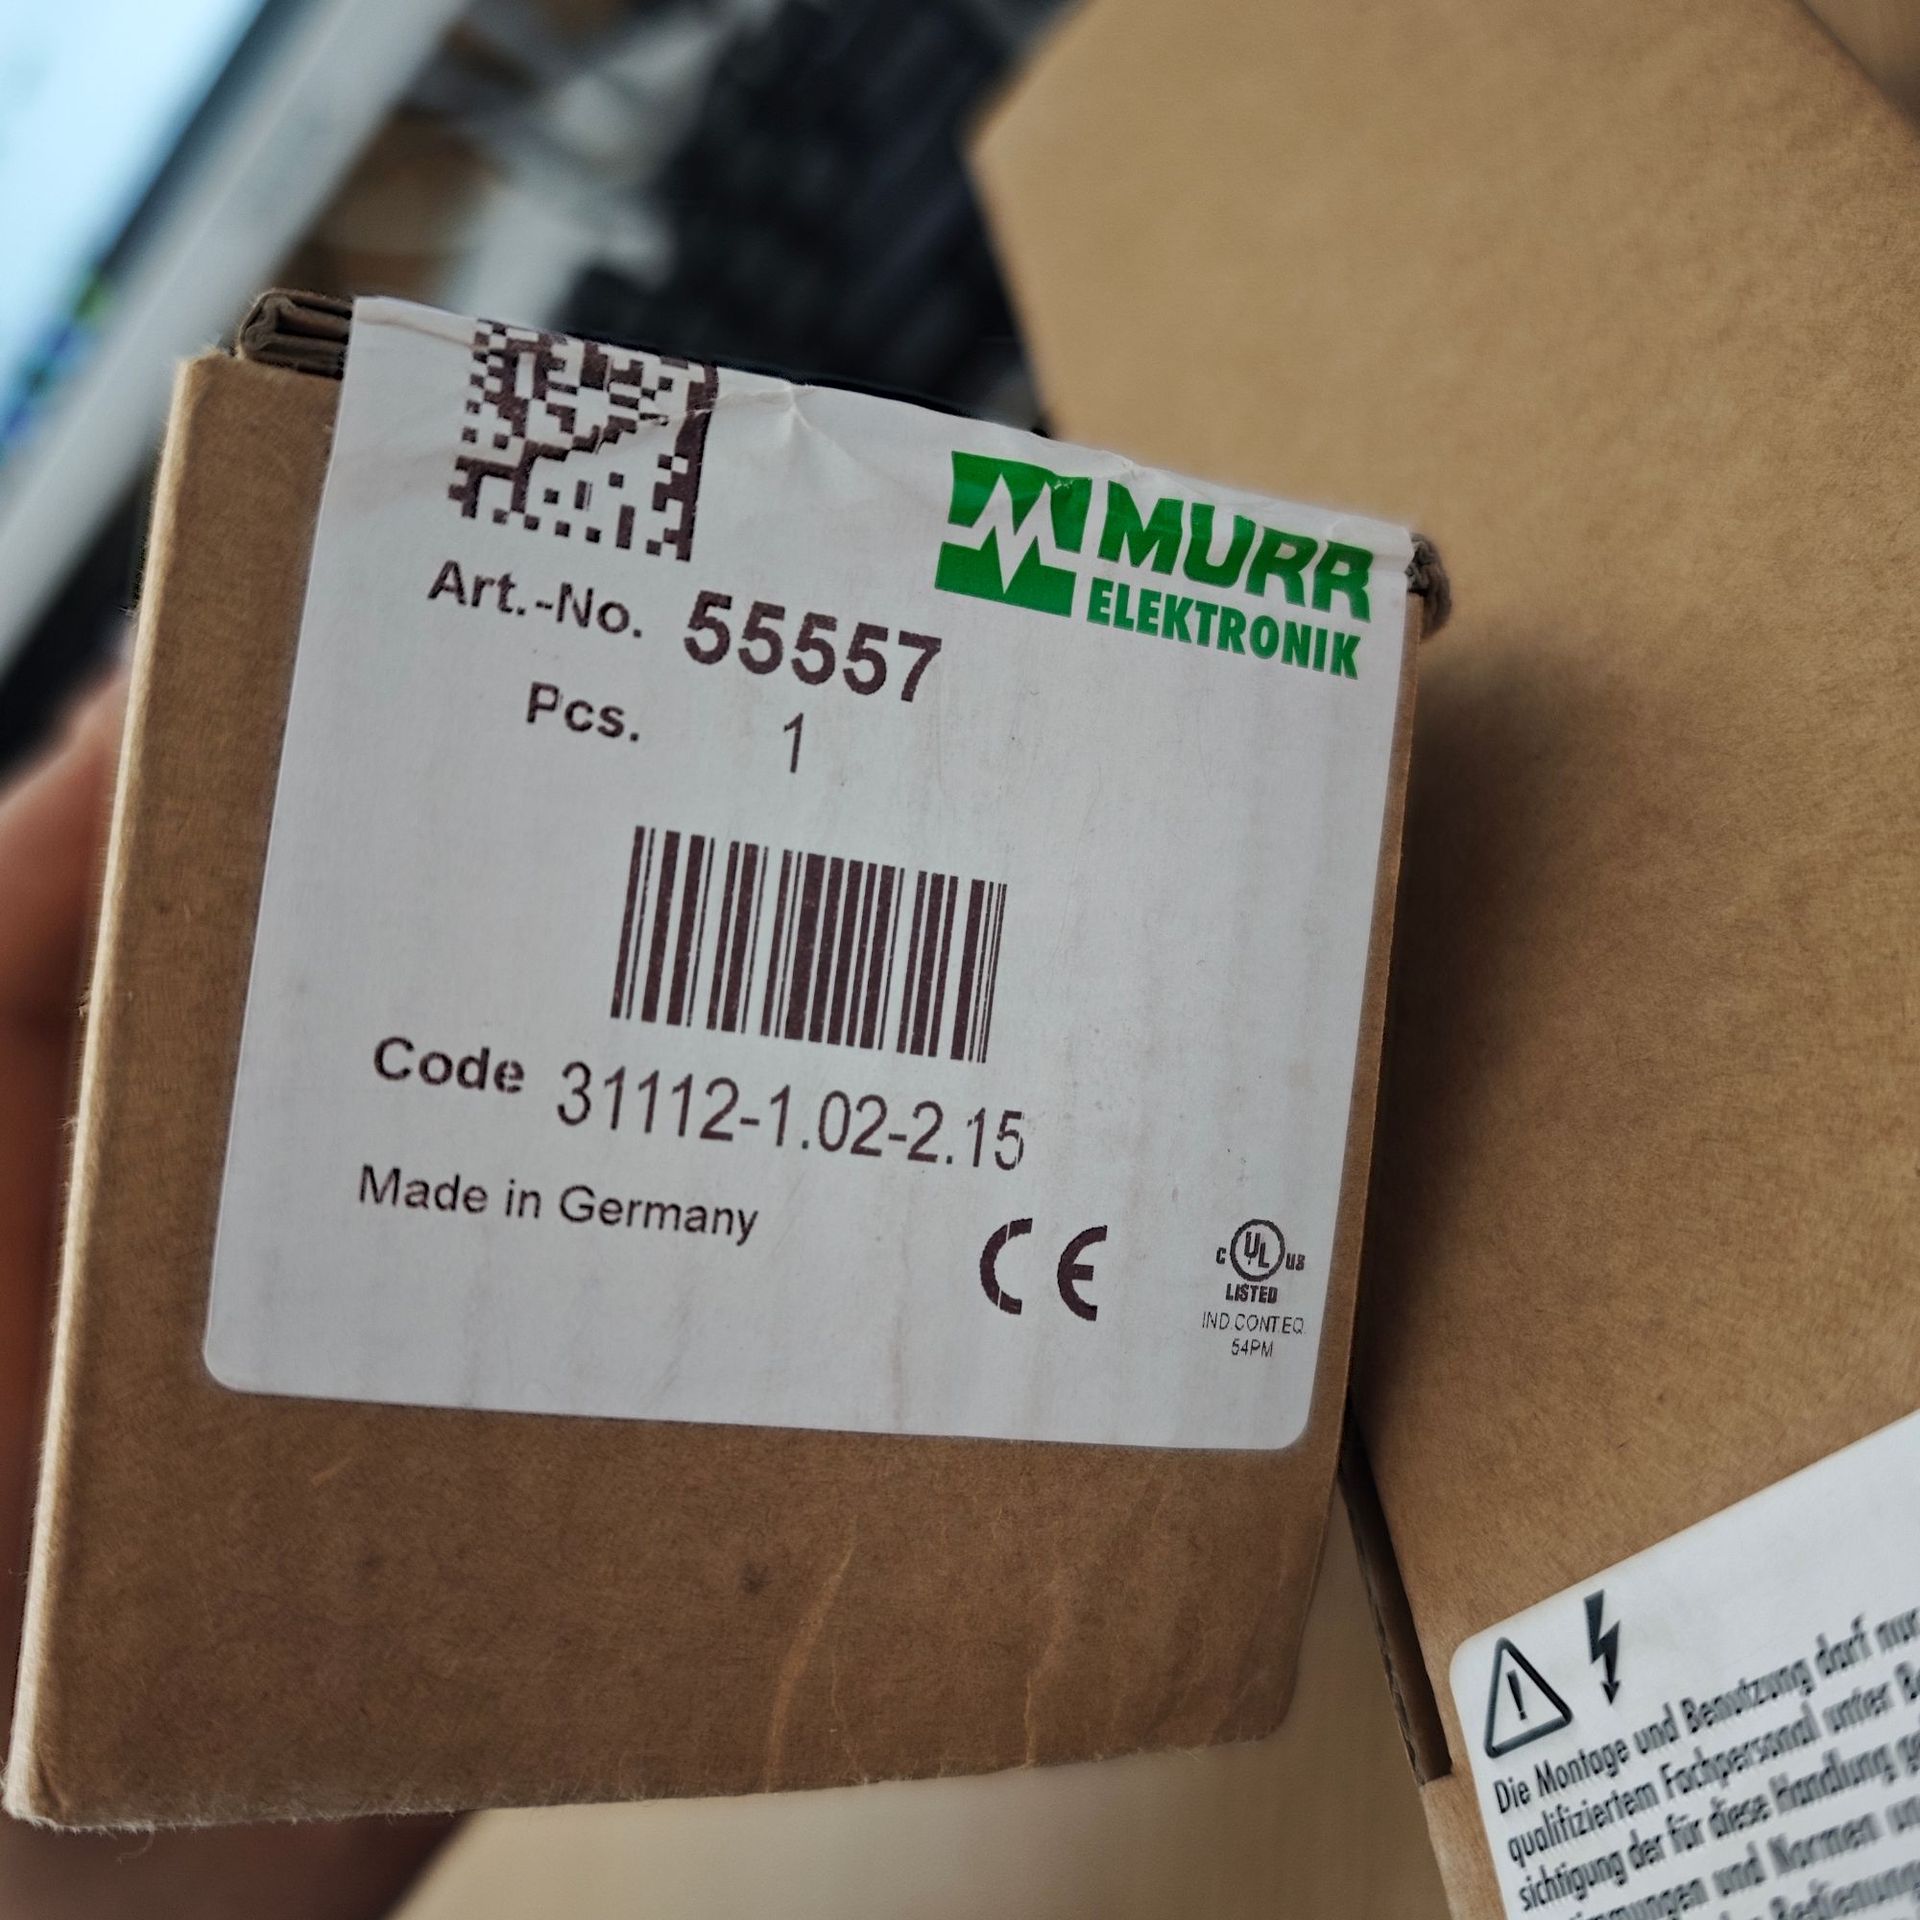 MURR
ELEKTRONIK
Art.-No. 55557
Pcs. 1
Code 31112-1.02-2.15
Made in Germany
CE
C UL US
LISTED
IND.CONT.EQ.
54PM
Die Montage und Benutzung darf nur
qualifiziertem Fachpersonal unter
sichtigung der für diese Handlung
und Normen